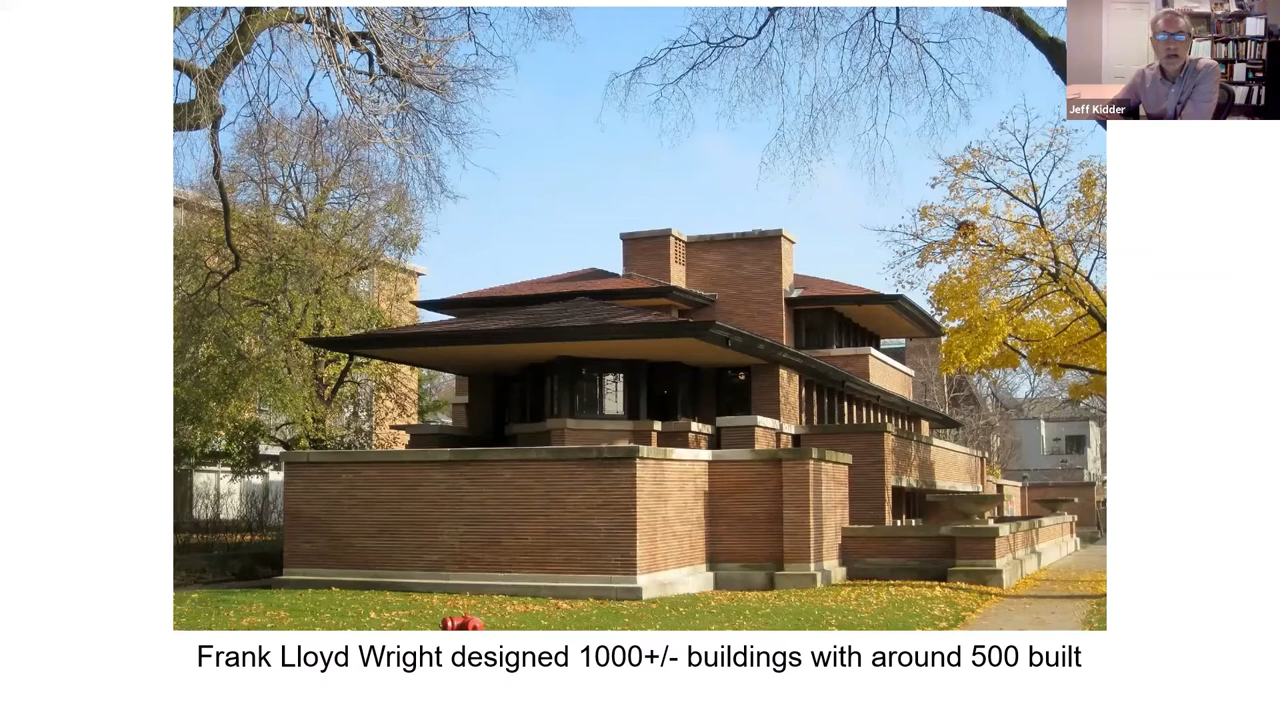 Jeff Kidder
Frank Lloyd Wright designed 1000+/- buildings with around 500 built